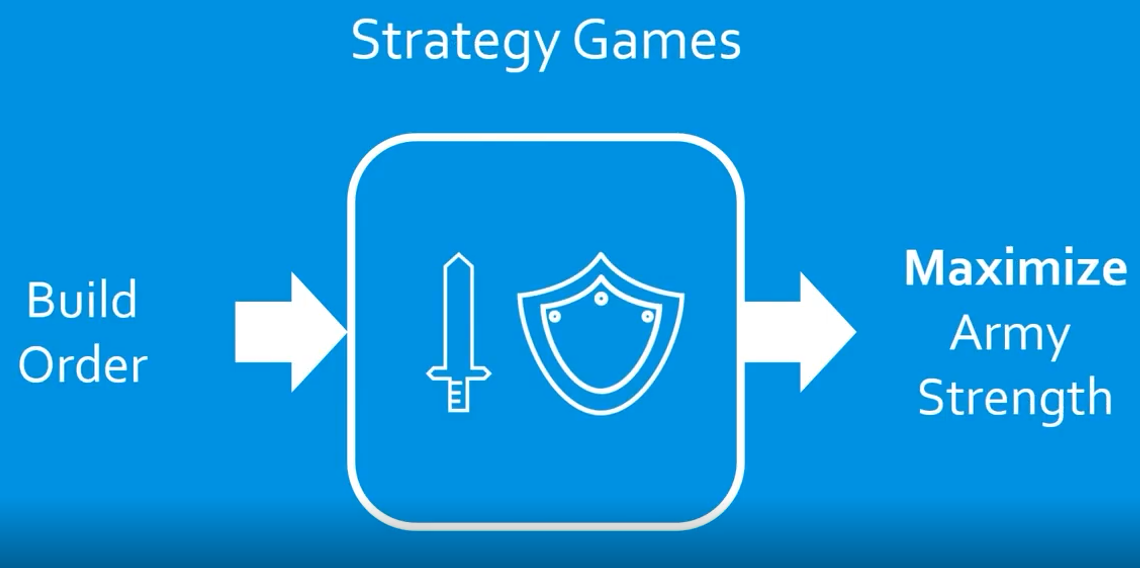 Strategy Games
Build
Order
Maximize
Army
Strength